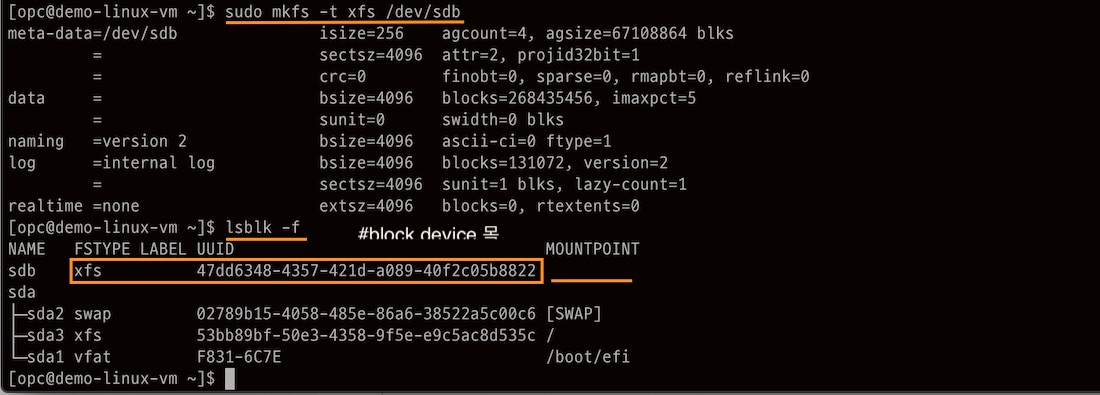 [opc@demo-linux-vm ~]$ sudo mkfs -t xfs /dev/sdb
meta-data=/dev/sdb               isize=256    agcount=4, agsize=67108864 blks
         =                       sectsz=4096  attr=2, projid32bit=1
         =                       crc=0        finobt=0, sparse=0, rmapbt=0, reflink=0
data     =                       bsize=4096   blocks=268435456, imaxpct=5
         =                       sunit=0      swidth=0 blks
naming   =version 2              bsize=4096   ascii-ci=0 ftype=1
log      =internal log           bsize=4096   blocks=131072, version=2
         =                       sectsz=4096  sunit=1 blks, lazy-count=1
realtime =none                   extsz=4096   blocks=0, rtextents=0
[opc@demo-linux-vm ~]$ lsblk -f #block device 목
NAME   FSTYPE LABEL UUID                                 MOUNTPOINT
sdb    xfs          47dd6348-4357-421d-a089-40f2c05b8822
sda
├─sda2 swap         02789b15-4058-485e-86a6-38522a5c00c6 [SWAP]
├─sda3 xfs          53bb89bf-50e3-4358-9f5e-e9c5ac8d535c /
└─sda1 vfat         F831-6C7E                            /boot/efi
[opc@demo-linux-vm ~]$